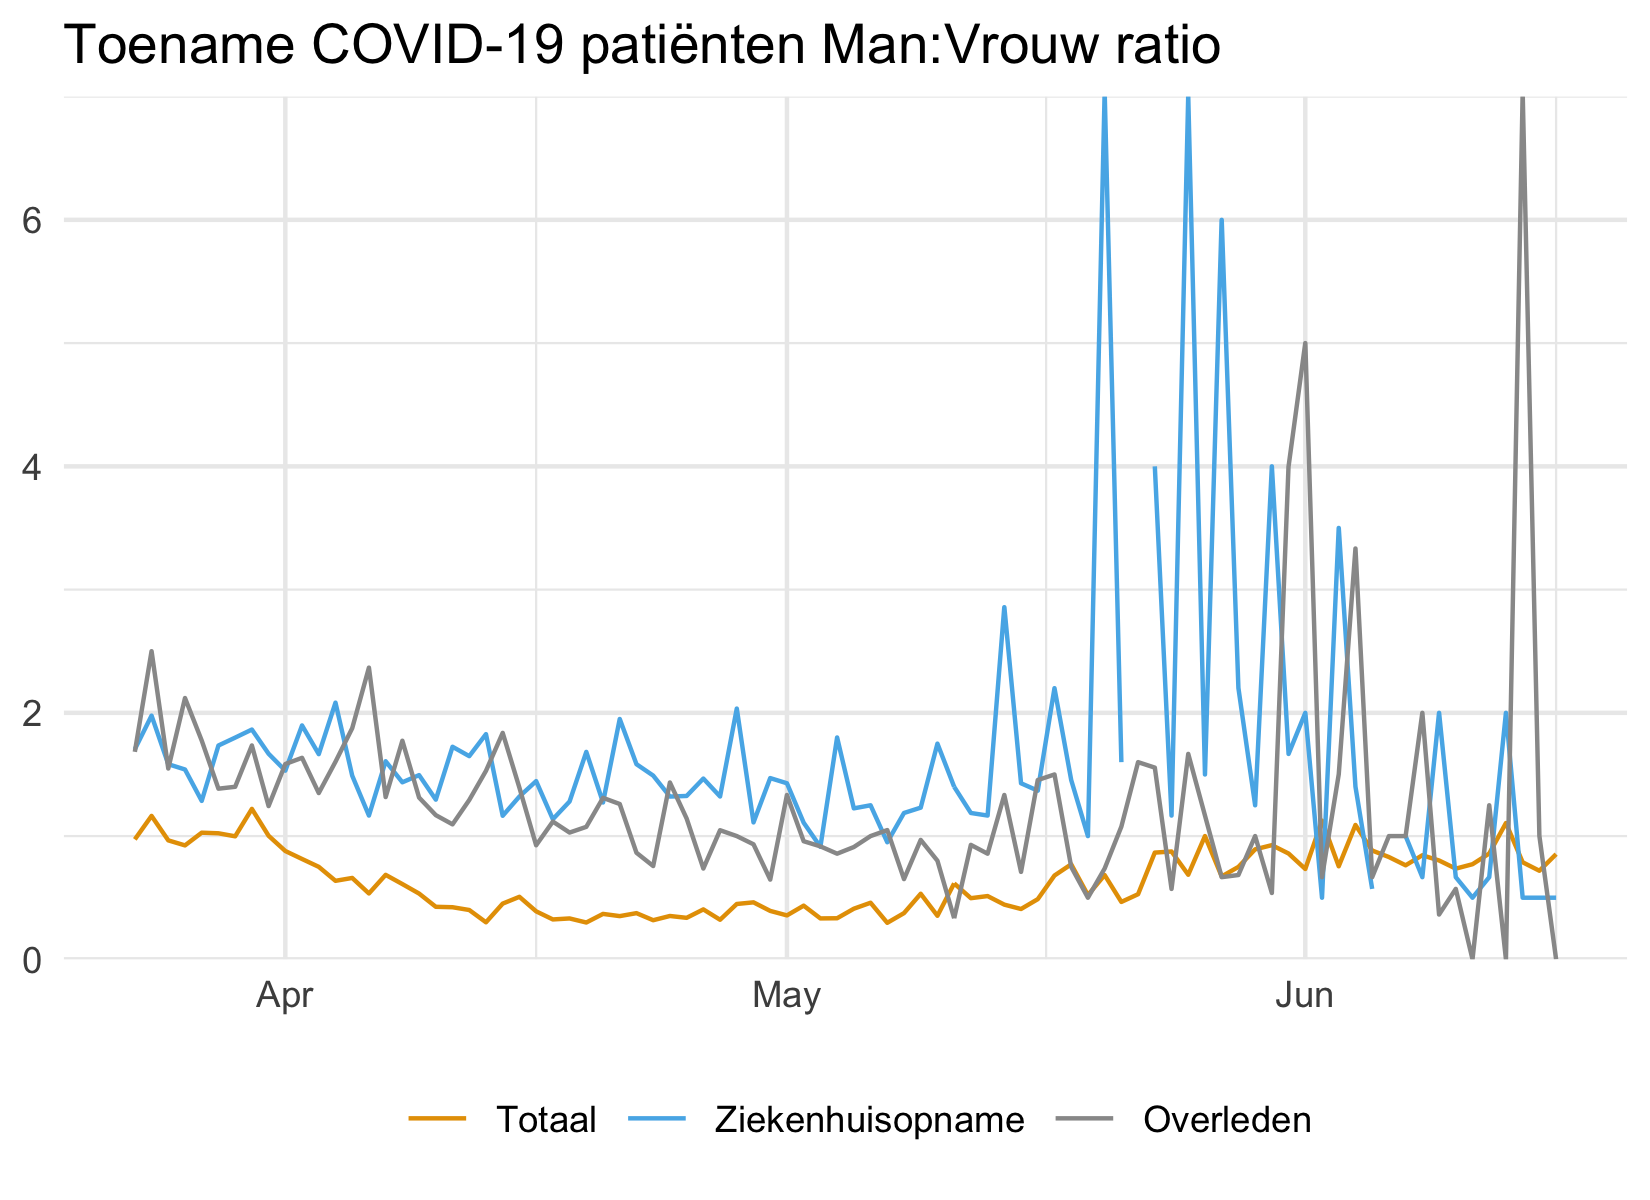 Toename COVID-19 patiënten Man:Vrouw ratio
6
4
2
0
Apr May Jun
Totaal Ziekenhuisopname Overleden